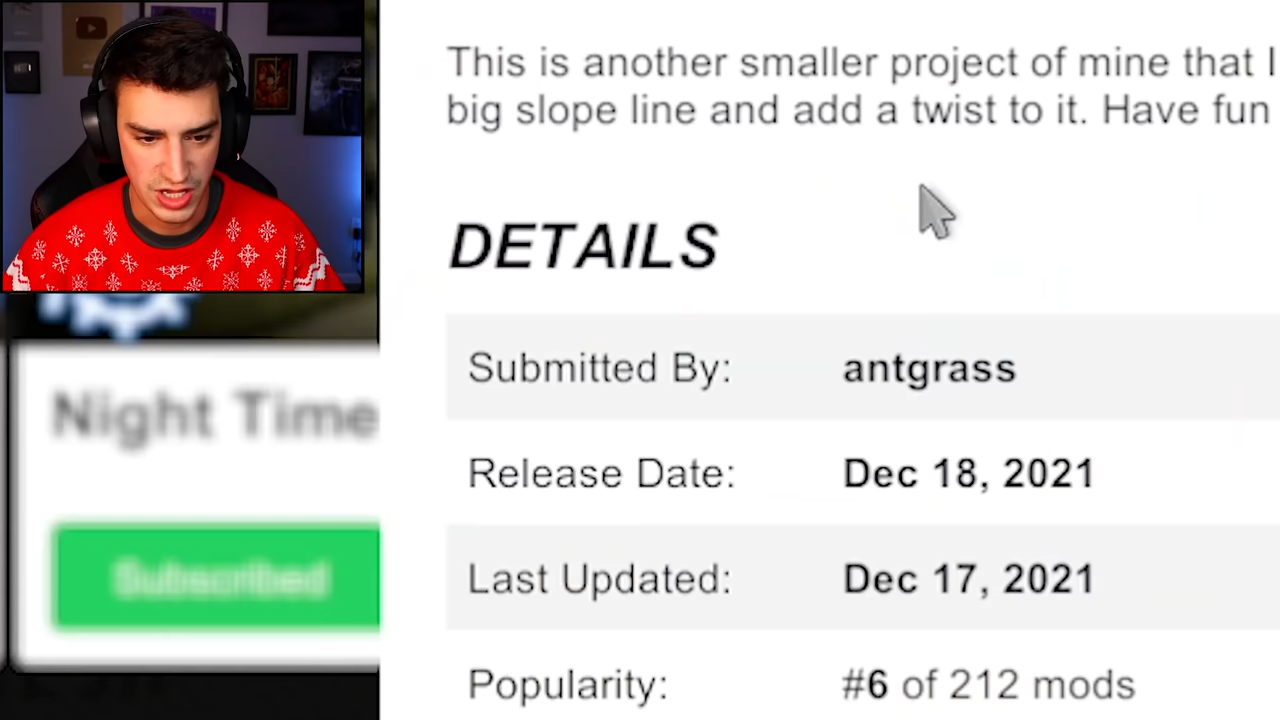 This is another smaller project of mine that I
big slope line and add a twist to it. Have fun
DETAILS
Submitted By: antgrass
Release Date: Dec 18, 2021
Night Time
Last Updated: Dec 17, 2021
Subscribed
Popularity: #6 of 212 mods